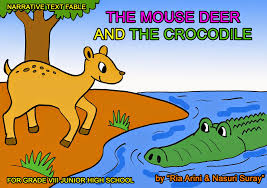 NARRATIVE TEXT FABLE
THE MOUSE DEER
AND THE CROCODILE
FOR GRADE VIII JUNIOR HIGH SCHOOL
by "Ria Arini & Nasuri Suray"